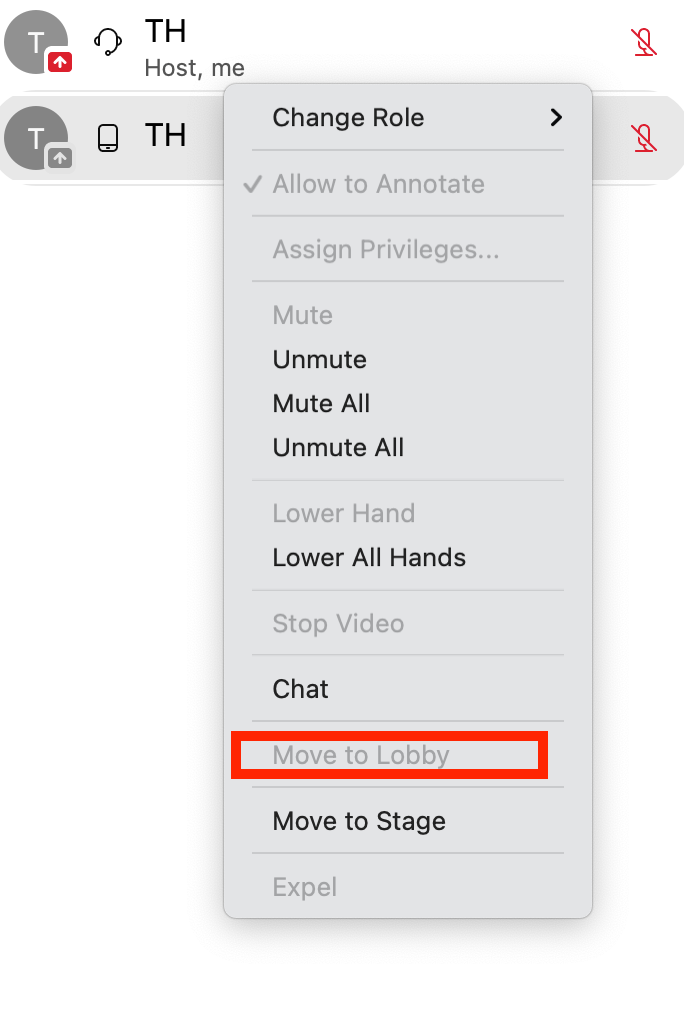 T
TH
Host, me
T
TH
Change Role
Allow to Annotate
Assign Privileges...
Mute
Unmute
Mute All
Unmute All
Lower Hand
Lower All Hands
Stop Video
Chat
Move to Lobby
Move to Stage
Expel